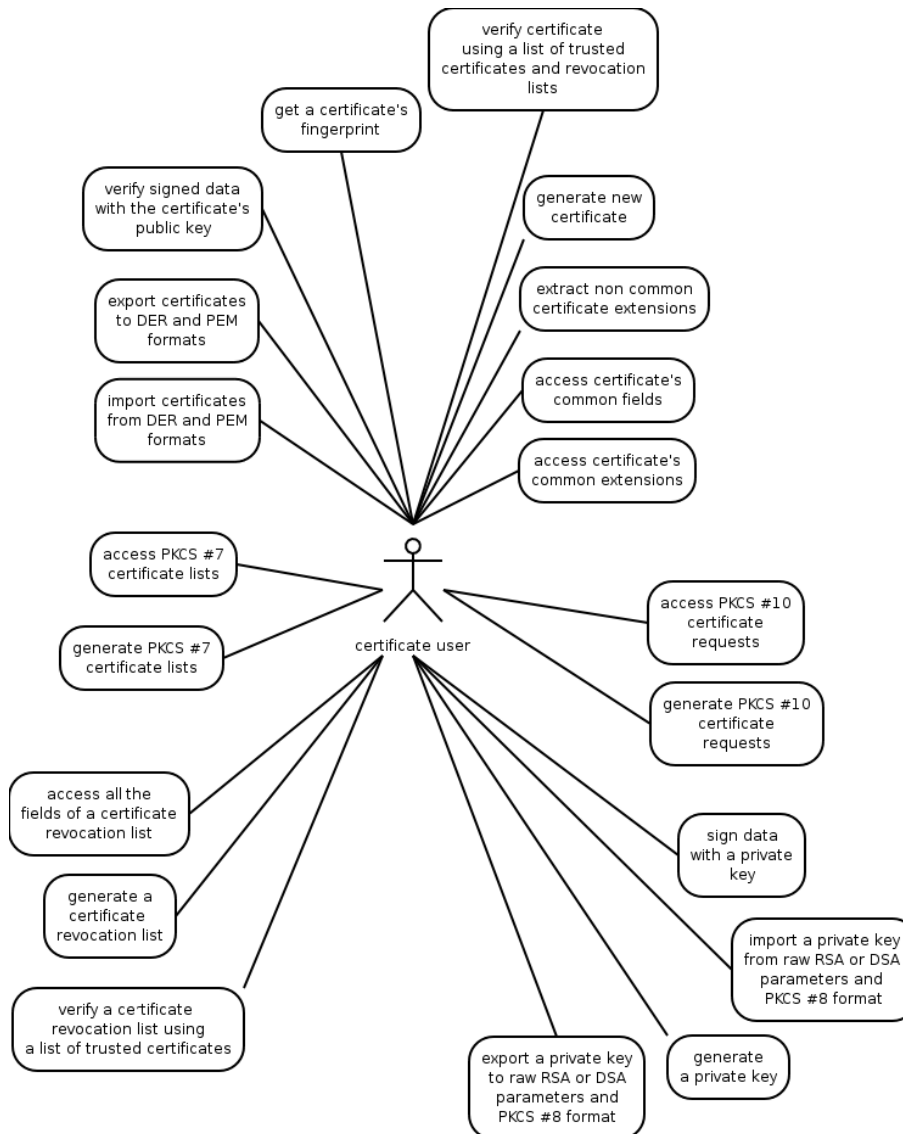 verify certificate
using a list of trusted
certificates and revocation
lists
get a certificate's
fingerprint
verify signed data
with the certificate's
public key
generate new
certificate
export certificates
to DER and PEM
formats
extract non common
certificate extensions
import certificates
from DER and PEM
formats
access certificate's
common fields
access certificate's
common extensions
access PKCS #7
certificate lists
generate PKCS #7
certificate lists
certificate user
access PKCS #10
certificate
requests
generate PKCS #10
certificate
requests
access all the
fields of a certificate
revocation list
sign data
with a private
key
generate a
certificate
revocation list
import a private key
from raw RSA or DSA
parameters and
PKCS #8 format
verify a certificate
revocation list using
a list of trusted certificates
export a private key
to raw RSA or DSA
parameters and
PKCS #8 format
generate
a private key